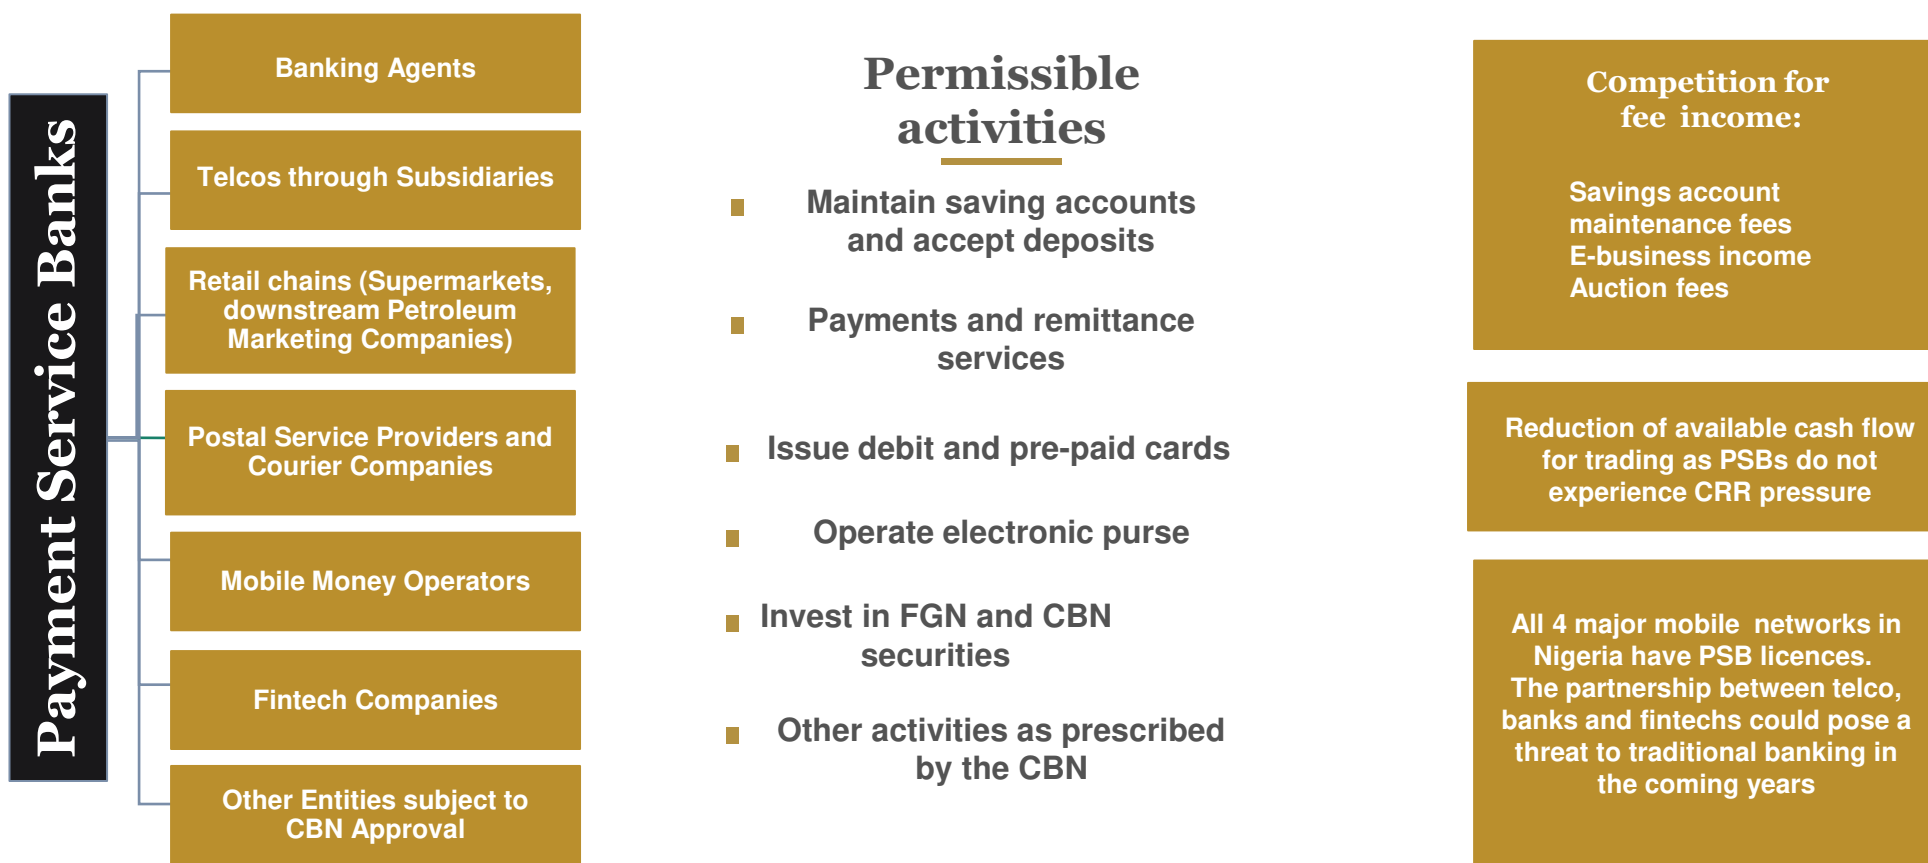 Payment Service Banks
Banking Agents
Telcos through Subsidiaries
Retail chains (Supermarkets,
downstream Petroleum
Marketing Companies)
Postal Service Providers and
Courier Companies
Mobile Money Operators
Fintech Companies
Other Entities subject to
CBN Approval
Permissible
activities
Maintain saving accounts
and accept deposits
Payments and remittance
services
Issue debit and pre-paid cards
Operate electronic purse
Invest in FGN and CBN
securities
Other activities as prescribed
by the CBN
Competition for
fee income:
Savings account
maintenance fees
E-business income
Auction fees
Reduction of available cash flow
for trading as PSBs do not
experience CRR pressure
All 4 major mobile networks in
Nigeria have PSB licences.
The partnership between telco,
banks and fintechs could pose a
threat to traditional banking in
the coming years